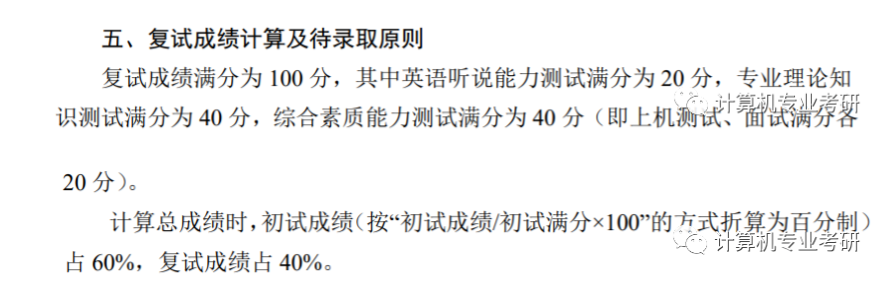 五、复试成绩计算及待录取原则
复试成绩满分为 100 分，其中英语听说能力测试满分为 20 分，专业理论知
计算机专业考研
识测试满分为 40 分，综合素质能力测试满分为 40 分（即上机测试、面试满分各
20 分）。
计算总成绩时，初试成绩（按“初试成绩/初试满分×100”的方式折算为百分制）
计算机专业考研
占 60%，复试成绩占 40%。